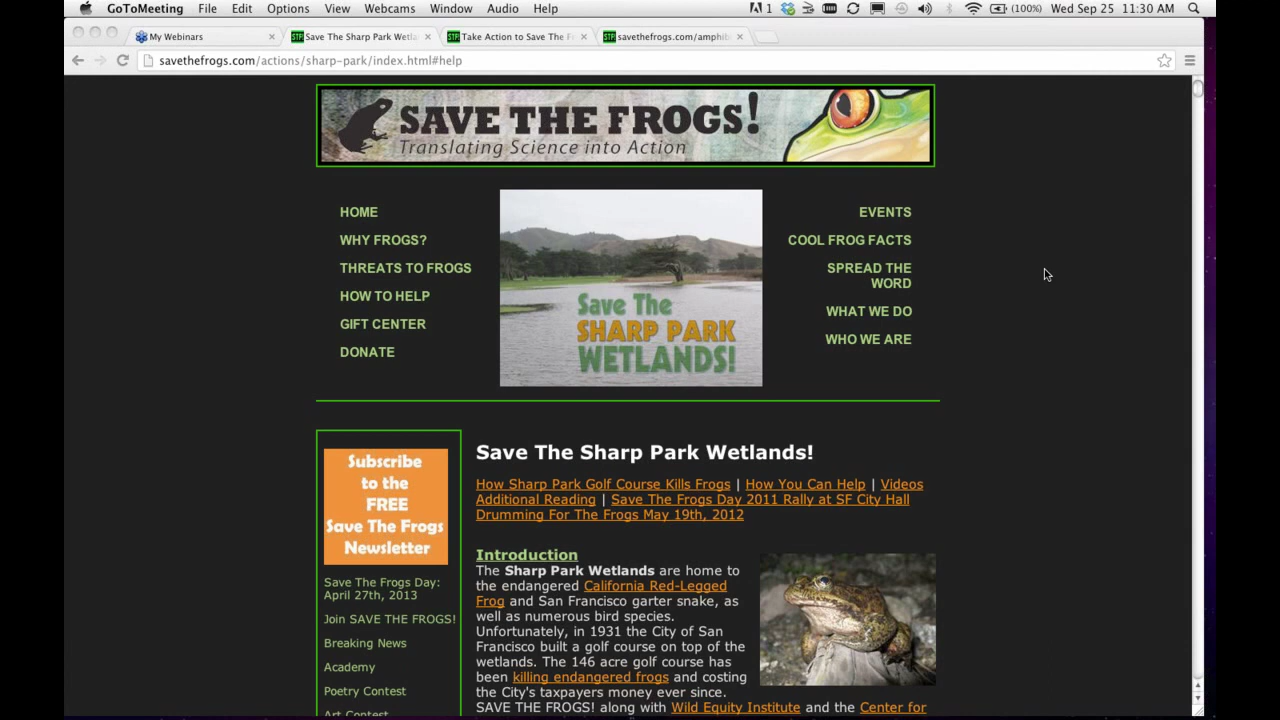 GoToMeeting File Edit Options View Webcams Window Audio Help 1 (100%) Wed Sep 25 11:30 AM
My Webinars Save The Sharp Park Wetla Take Action to Save The F savethefrogs.com/amphib
savethefrogs.com/actions/sharp-park/index.html#help
SAVE THE FROGS!
Translating Science into Action
HOME
WHY FROGS?
THREATS TO FROGS
HOW TO HELP
GIFT CENTER
DONATE
Save The
SHARP PARK
WETLANDS!
EVENTS
COOL FROG FACTS
SPREAD THE
WORD
WHAT WE DO
WHO WE ARE
Subscribe
to the
FREE
Save The Frogs
Newsletter
Save The Frogs Day:
April 27th, 2013
Join SAVE THE FROGS!
Breaking News
Academy
Poetry Contest
Art Contest
Save The Sharp Park Wetlands!
How Sharp Park Golf Course Kills Frogs | How You Can Help | Videos
Additional Reading | Save The Frogs Day 2011 Rally at SF City Hall
Drumming For The Frogs May 19th, 2012
Introduction
The Sharp Park Wetlands are home to
the endangered California Red-Legged
Frog and San Francisco garter snake, as
well as numerous bird species.
Unfortunately, in 1931 the City of San
Francisco built a golf course on top of the
wetlands. The 146 acre golf course has
been killing endangered frogs and costing
the City's taxpayers money ever since.
SAVE THE FROGS! along with Wild Equity Institute and the Center for